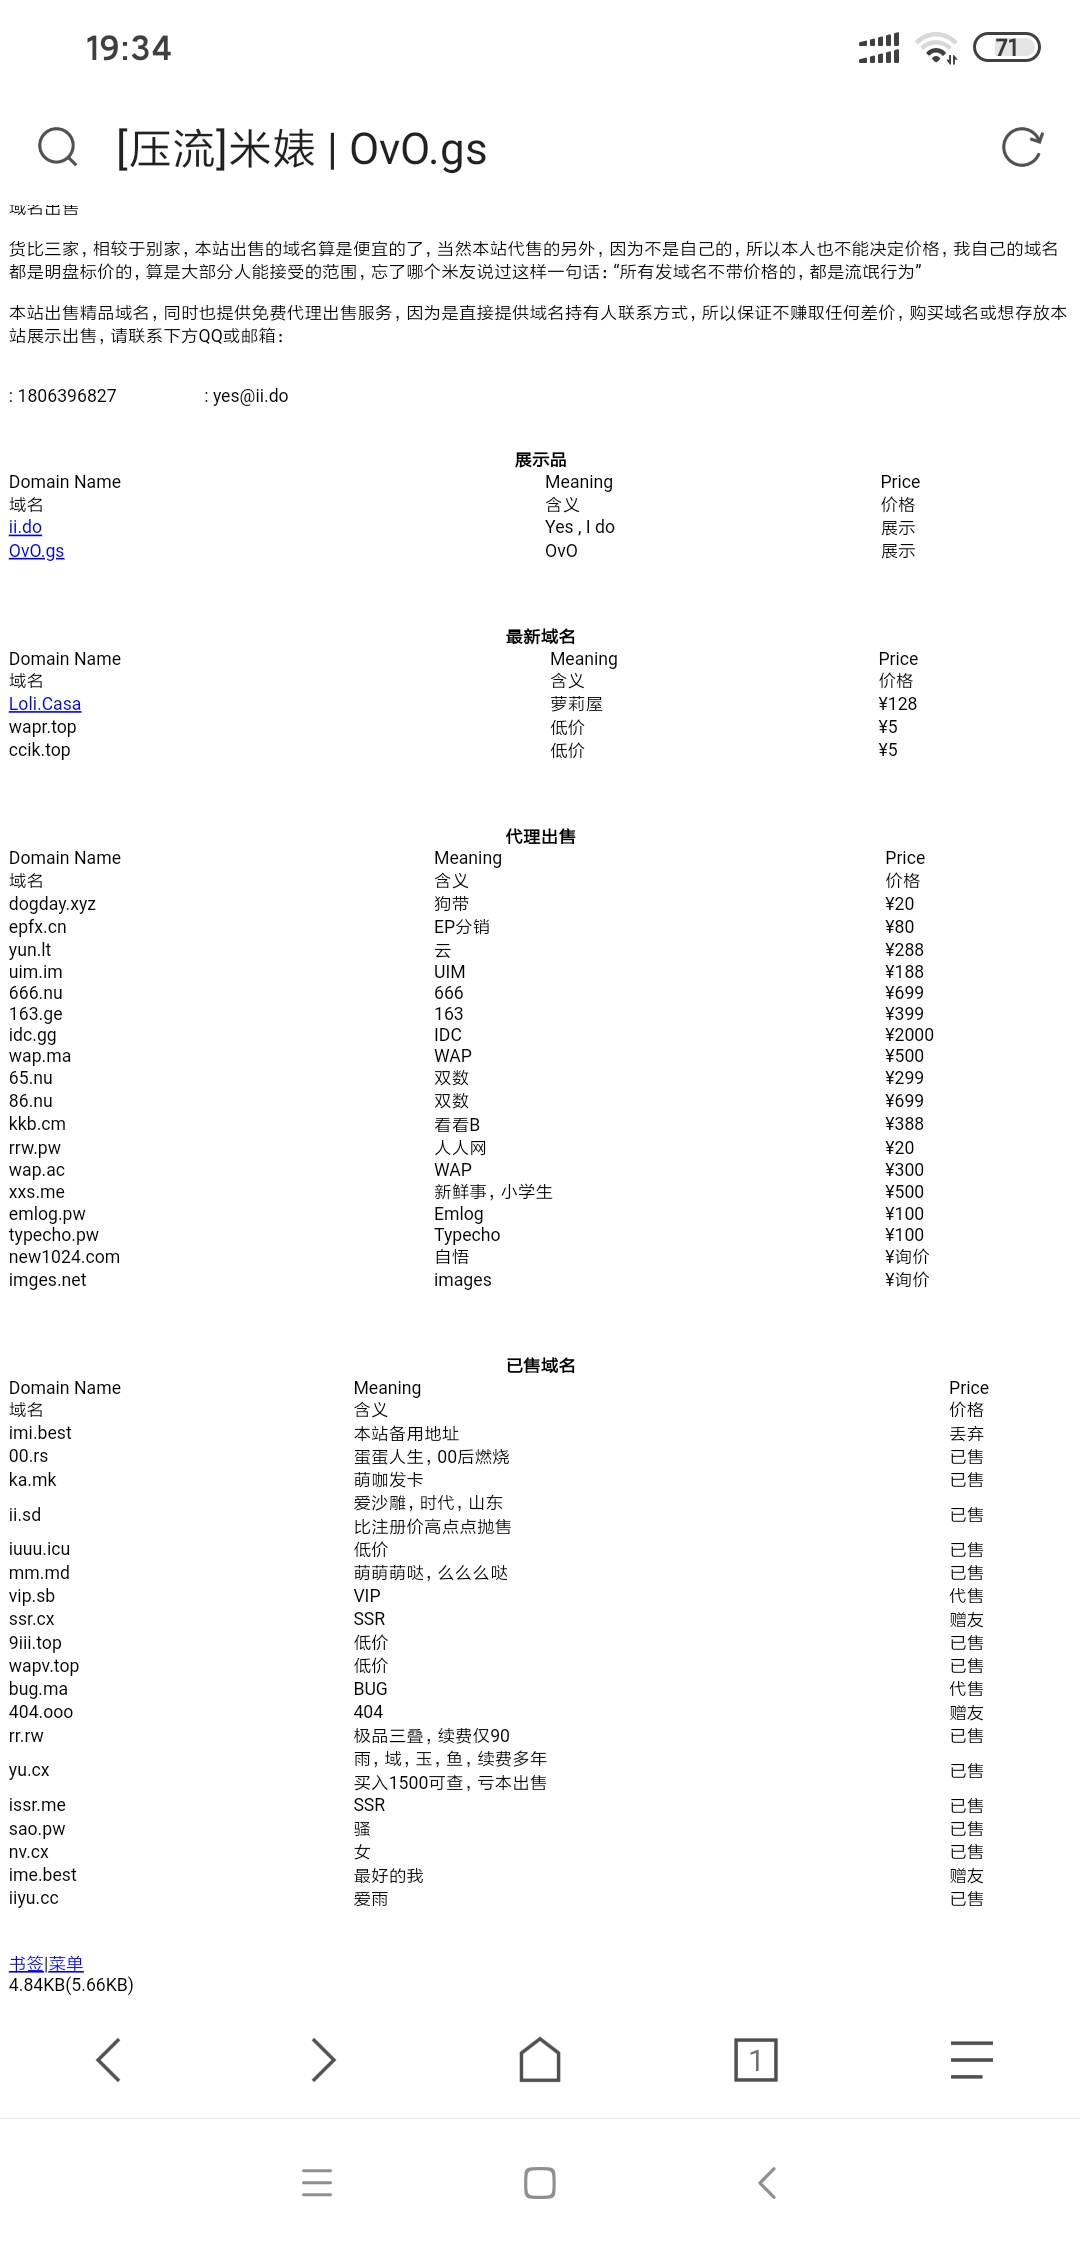 19:34
71
[压流]米婊 | OvO.gs
域名出售
货比三家，相较于别家，本站出售的域名算是便宜的了，当然本站代售的另外，因为不是自己的，所以本人也不能决定价格，我自己的域名
都是明盘标价的，算是大部分人能接受的范围，忘了哪个米友说过这样一句话：“所有发域名不带价格的，都是流氓行为”
本站出售精品域名，同时也提供免费代理出售服务，因为是直接提供域名持有人联系方式，所以保证不赚取任何差价，购买域名或想存放本
站展示出售，请联系下方QQ或邮箱：
: 1806396827 : yes@ii.do
展示品
Domain Name Meaning Price
域名 含义 价格
ii.do Yes , I do 展示
OvO.gs OvO 展示
最新域名
Domain Name Meaning Price
域名 含义 价格
Loli.Casa 萝莉屋 ¥128
wapr.top 低价 ¥5
ccik.top 低价 ¥5
代理出售
Domain Name Meaning Price
域名 含义 价格
dogday.xyz 狗带 ¥20
epfx.cn EP分销 ¥80
yun.lt 云 ¥288
uim.im UIM ¥188
666.nu 666 ¥699
163.ge 163 ¥399
idc.gg IDC ¥2000
wap.ma WAP ¥500
65.nu 双数 ¥299
86.nu 双数 ¥699
kkb.cm 看看B ¥388
rrw.pw 人人网 ¥20
wap.ac WAP ¥300
xxs.me 新鲜事，小学生 ¥500
emlog.pw Emlog ¥100
typecho.pw Typecho ¥100
new1024.com 自悟 ¥询价
imges.net images ¥询价
已售域名
Domain Name Meaning Price
域名 含义 价格
imi.best 本站备用地址 丢弃
00.rs 蛋蛋人生，00后燃烧 已售
ka.mk 萌咖发卡 已售
爱沙雕，时代，山东
ii.sd 已售
比注册价高点点抛售
iuuu.icu 低价 已售
mm.md 萌萌萌哒，么么么哒 已售
vip.sb VIP 代售
ssr.cx SSR 赠友
9iii.top 低价 已售
wapv.top 低价 已售
bug.ma BUG 代售
404.ooo 404 赠友
rr.rw 极品三叠，续费仅90 已售
雨，域，玉，鱼，续费多年
yu.cx 已售
买入1500可查，亏本出售
issr.me SSR 已售
sao.pw 骚 已售
nv.cx 女 已售
ime.best 最好的我 赠友
iiyu.cc 爱雨 已售
书签|菜单
4.84KB(5.66KB)
1